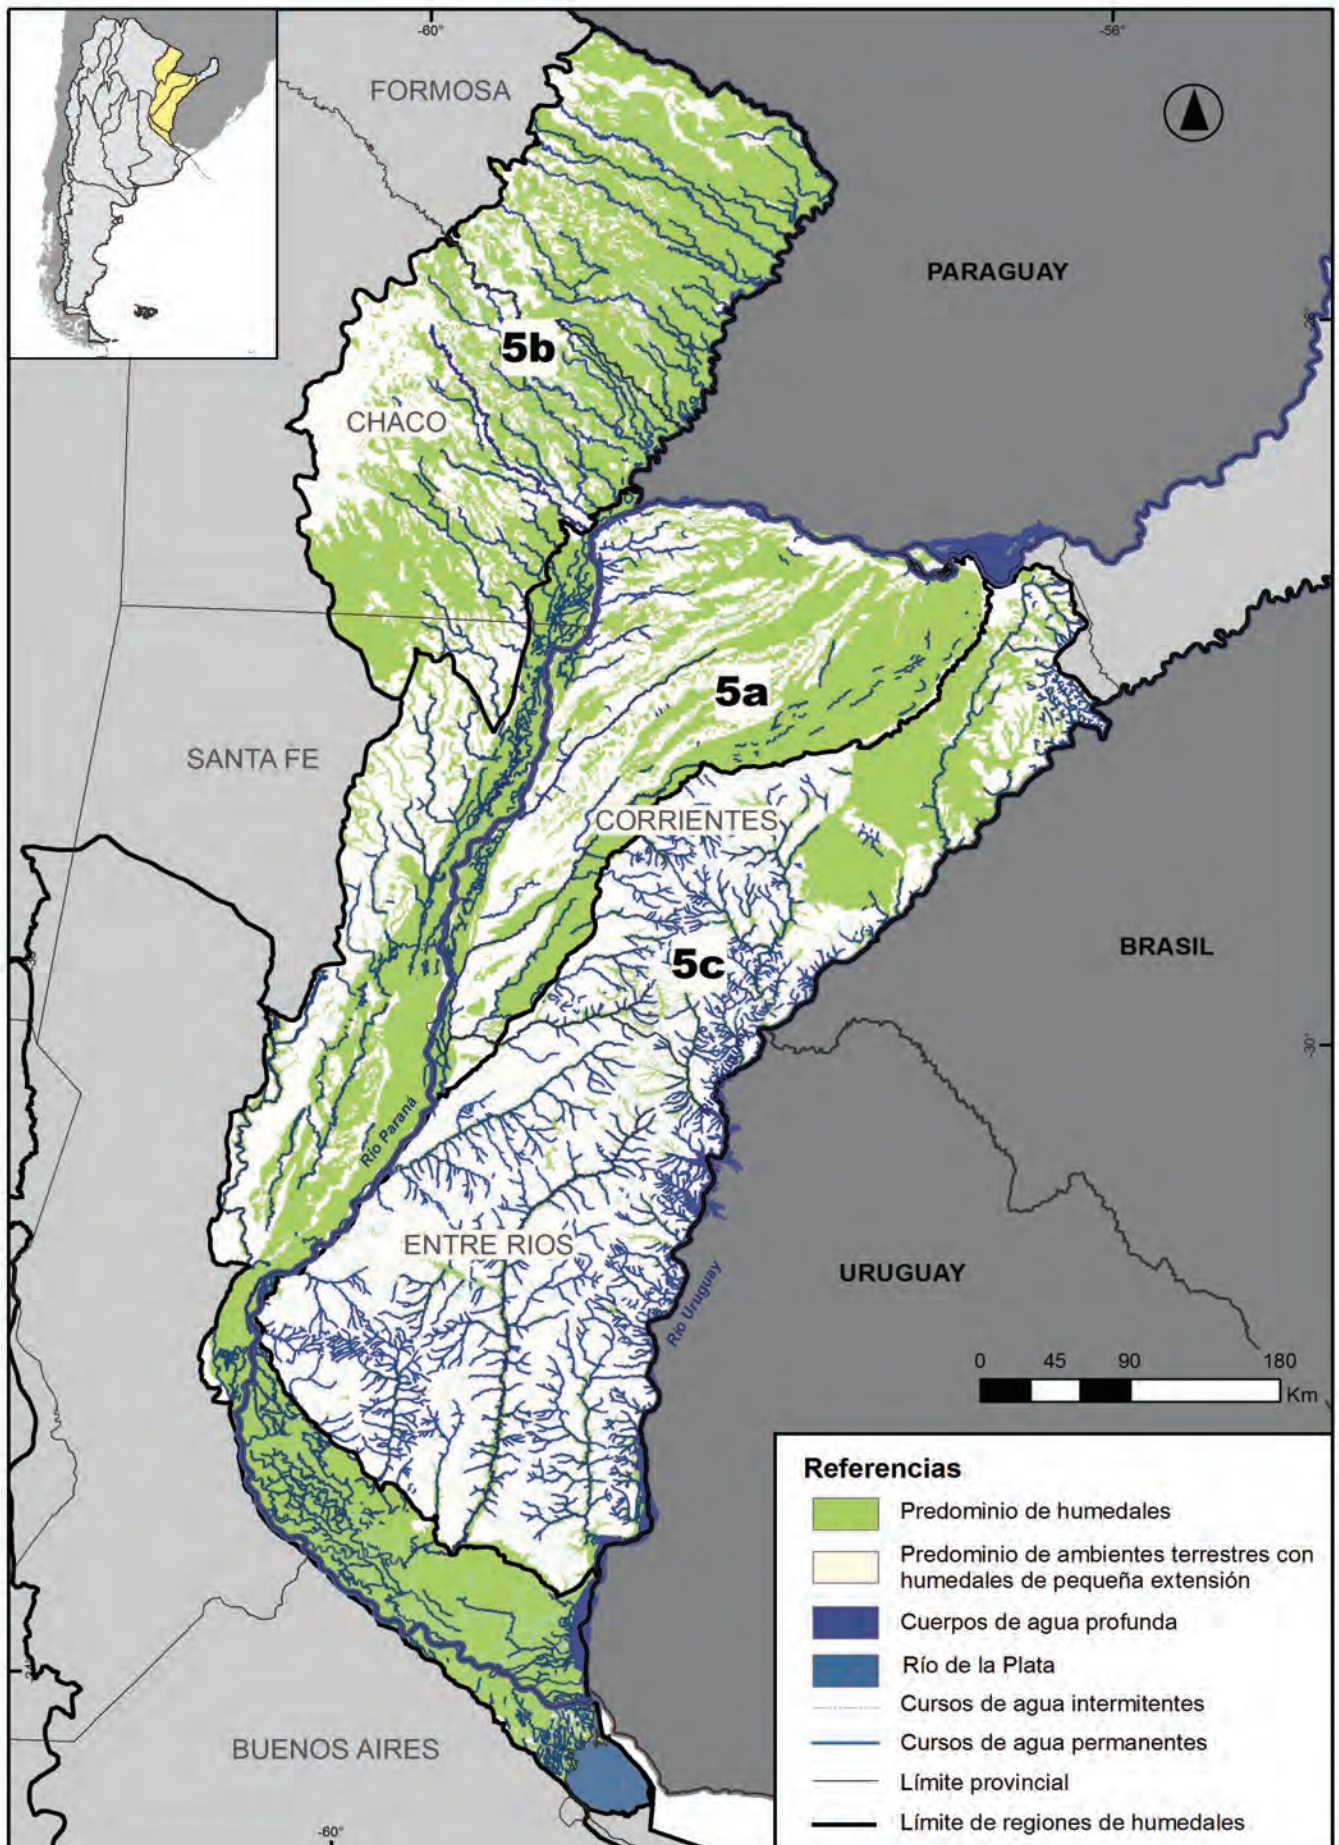 -60°
-56°
FORMOSA
PARAGUAY
5b
CHACO
5a
SANTA FE
CORRIENTES
BRASIL
5c
-30°
Río Paraná
ENTRE RIOS
URUGUAY
Río Uruguay
0 45 90 180
Km
Referencias
Predominio de humedales
Predominio de ambientes terrestres con
humedales de pequeña extensión
Cuerpos de agua profunda
Río de la Plata
Cursos de agua intermitentes
Cursos de agua permanentes
Límite provincial
Límite de regiones de humedales
BUENOS AIRES
-60°